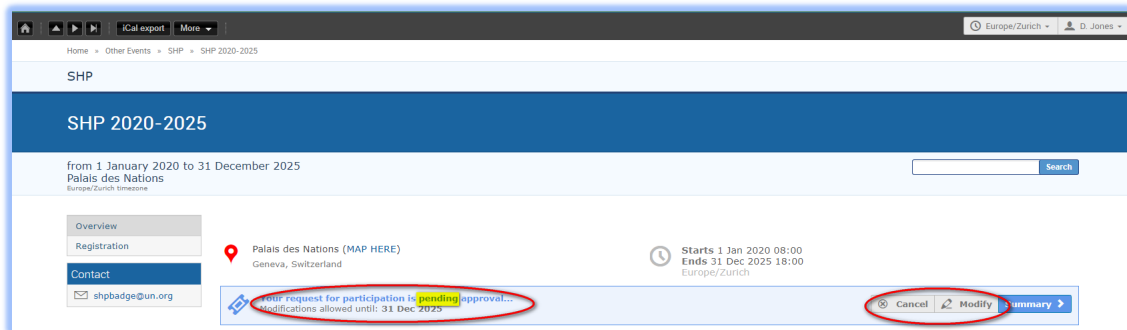 iCal export More Europe/Zurich D. Jones
Home » Other Events » SHP » SHP 2020-2025
SHP
SHP 2020-2025
from 1 January 2020 to 31 December 2025
Palais des Nations
Europe/Zurich timezone
Search
Overview
Registration
Contact
shpbadge@un.org
Palais des Nations (MAP HERE)
Geneva, Switzerland
Starts 1 Jan 2020 08:00
Ends 31 Dec 2025 18:00
Europe/Zurich
Your request for participation is pending approval...
Modifications allowed until: 31 Dec 2025
Cancel Modify Summary